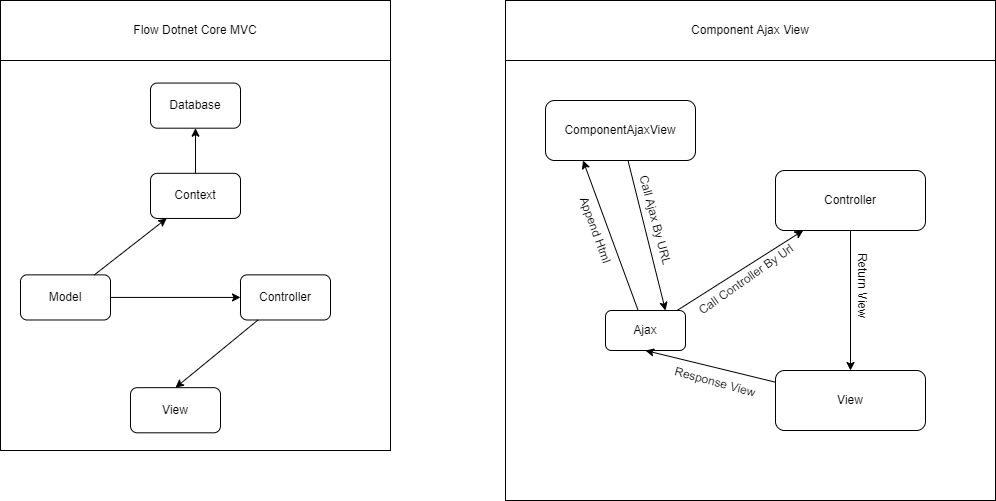 Flow Dotnet Core MVC
Database
Context
Model
Controller
View
Component Ajax View
ComponentAjaxView
Call Ajax By URL
Append Html
Controller
Call Controller By Url
Return View
Ajax
Response View
View